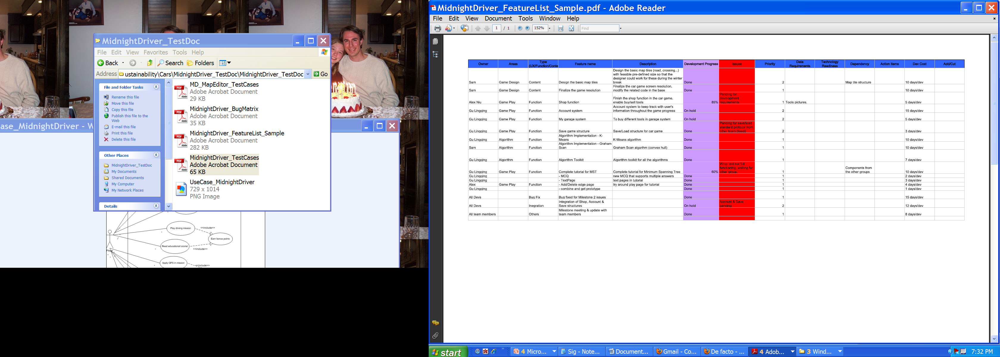 MidnightDriver_TestDoc
File Edit View Favorites Tools Help
Back Search Folders
Address ustainability\Cars\MidnightDriver_TestDoc\MidnightDriver_TestDoc Go
File and Folder Tasks
Rename this file
Move this file
Copy this file
Publish this file to the
Web
E-mail this file
Print this file
Delete this file
Other Places
MidnightDriver_TestDoc
My Documents
Shared Documents
My Computer
My Network Places
Details
MD_MapEditor_TestCases
Adobe Acrobat Document
29 KB
MidnightDriver_BugMatrix
Adobe Acrobat Document
35 KB
MidnightDriver_FeatureList_Sample
Adobe Acrobat Document
282 KB
MidnightDriver_TestCases
Adobe Acrobat Document
65 KB
UseCase_MidnightDriver
729 x 1014
PNG Image
ase_MidnightDriver - W
Play driving mission
<<include>>
Earn bonus points
Read educational tutorial
<<include>>
Player
Apply GPS in mission
<<include>>
MidnightDriver_FeatureList_Sample.pdf - Adobe Reader
File Edit View Document Tools Window Help
1 / 1 152% Find
Owner Areas Type (UX/Function/Conte Feature name Description Development Progress Issues Priority Data Requirements Technology Readiness Dependency Action Items Dev Cost Add/Cut
Sam Game Design Content Design the basic map tiles Design the basic map tiles (road, crossing...) with feasible pre-defined size so that the designer could work for these during the winter break Done 2 Map tite structure 10 days/dev
Sam Game Design Content Finalize the game resolution Finalize the car game screen resolution, modify the related code in the base Done 1 10 days/dev
Alex Niu Game Play Function Shop function Finish the shop function in the car game, enable buy/sell tools 85% Pending for development requirements 1 Tools pictures. 5 days/dev
Gu Lingqing Game Play Function Account system Account system to keep track with user's information throughout the game progress On hold 2 15 days/dev
Gu Lingqing Game Play Function My garage system To buy different tools in garage system On hold 2 5 days/dev
Gu Lingqing Game Play Function Save game structure Save/Load structure for car game Done Pending for save/load standard protocol from other team (fixed) 2 3 days/dev
Gu Lingqing Algorithm Function Algorithm Implementation - K-Means K-Means algorithm Done 1 10 days/dev
Sam Algorithm Function Algorithm Implementation - Graham Scan Graham Scan algorihm (convex hull) Done 1 10 days/dev
Gu Lingqing Algorithm Function Algorithm Toolkit Algorithm toolkit for all the algorithms Done 1 7 days/dev
Gu Lingqing Game Play Function Complete tutorial for MST Complete tutorial for Minimum Spanning Tree 60% Wrap text not full functioning, waiting for other group 1 Components from the other groups 10 days/dev
Gu Lingqing - MCQ new MCQ that supports multiple answers Done 1 2 days/dev
Gu Lingqing - TextPage text pages in tutorial Done 1 3 days/dev
Alex Game Play Function - Add/Delete edge page try around play page for tutorial Done 1 4 days/dev
Gu Lingqing - combine and get prototype Done 1 1 days/dev
All Devs Bug Fix Bug fixed for Milestone 2 issues Done 1 15 days/dev
All Devs Inegration Integration of Shop, Account & Save structures On hold Account & Save pending 2 12 days/dev
All team members Others Milestone meeting & update with team members Done 1 8 days/dev
start 4 Micro... Sig - Note... Document... Gmail - Co... De facto - ... 4 Adob... 3 Wind... 7:32 PM